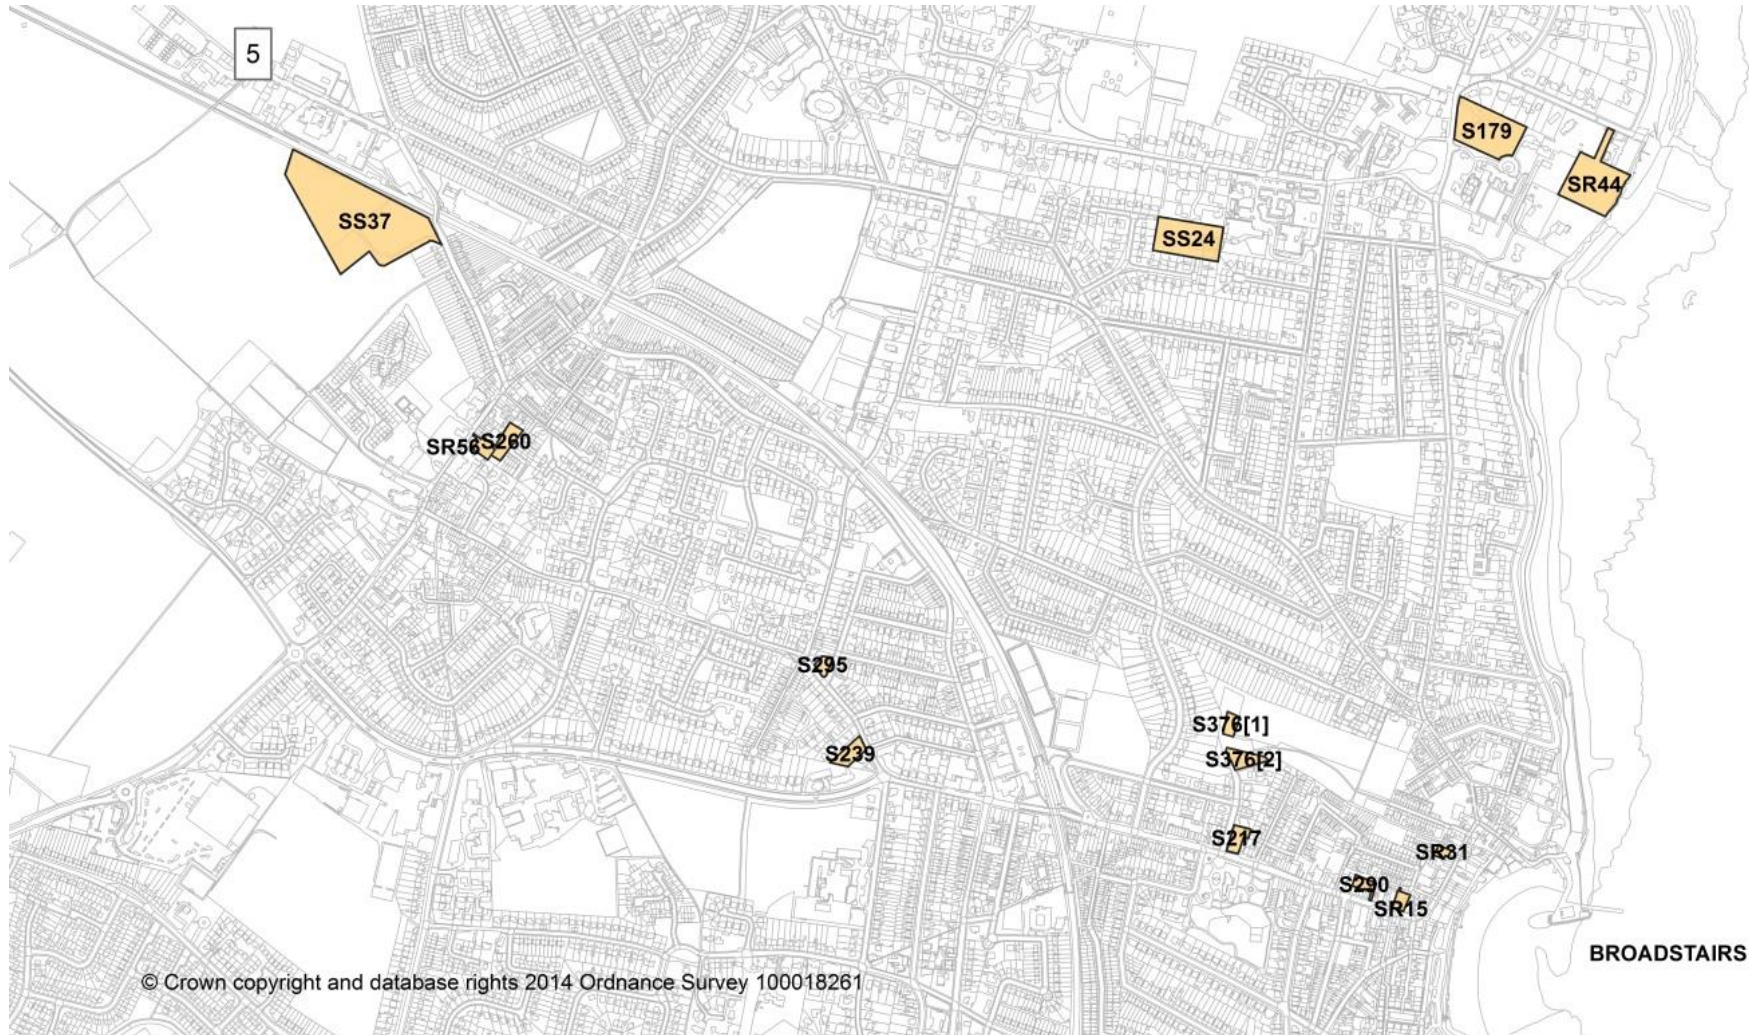 5
S179
SR44
SS37
SS24
SR56
S260
S295
S376[1]
S239
S376[2]
S217
SR31
S290
SR15
BROADSTAIRS
© Crown copyright and database rights 2014 Ordnance Survey 100018261